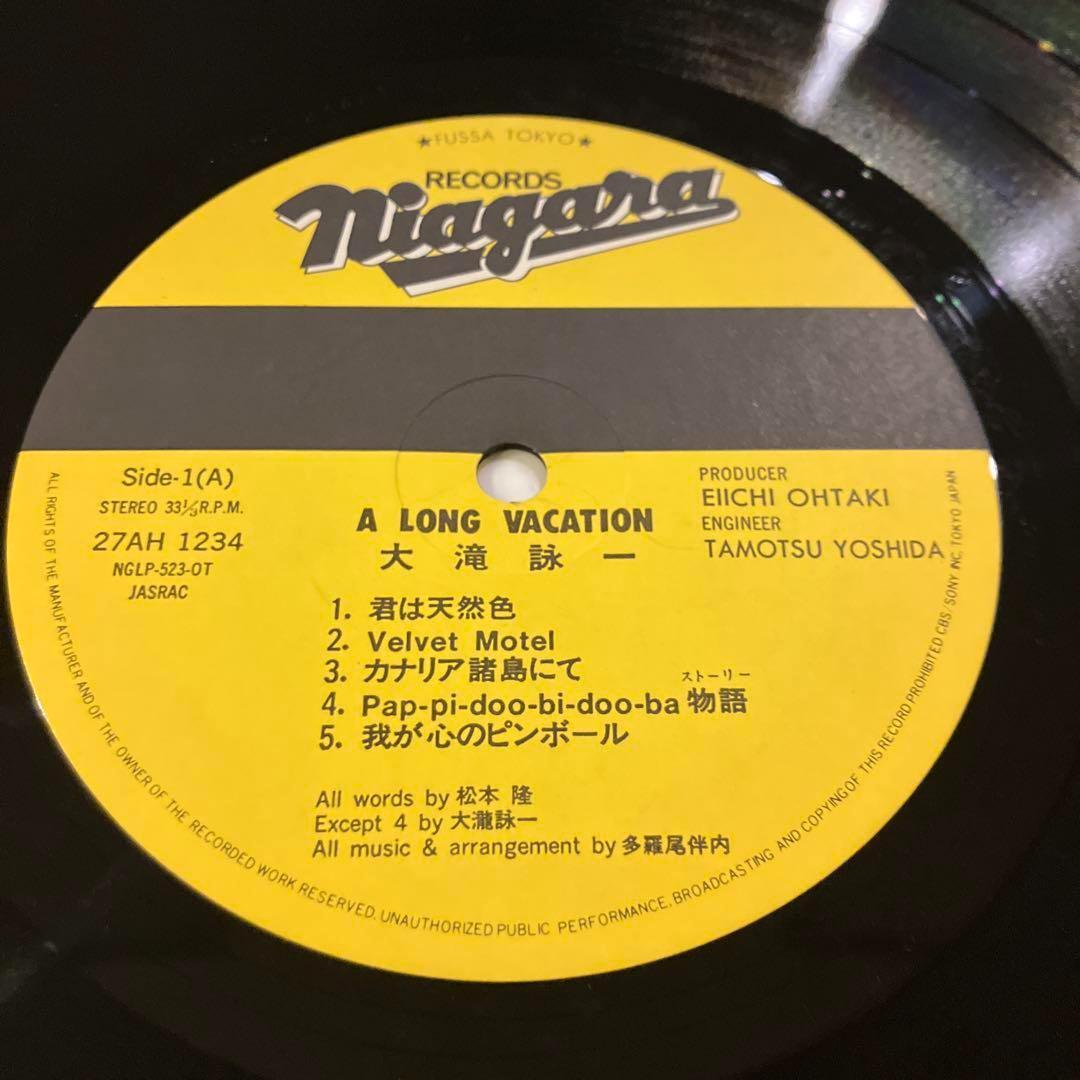 ★FUSSA TOKYO★
RECORDS
Niagara
Side-1(A)
STEREO 33⅓R.P.M.
27AH 1234
NGLP-523-OT
JASRAC
PRODUCER
EIICHI OHTAKI
ENGINEER
TAMOTSU YOSHIDA
A LONG VACATION
大滝詠一
1. 君は天然色
2. Velvet Motel
3. カナリア諸島にて
ストーリー
4. Pap-pi-doo-bi-doo-ba 物語
5. 我が心のピンボール
All words by 松本 隆
Except 4 by 大瀧詠一
All music & arrangement by 多羅尾伴内
ALL RIGHTS OF THE MANUFACTURER AND OF THE OWNER OF THE RECORDED WORK RESERVED. UNAUTHORIZED PUBLIC PERFORMANCE, BROADCASTING AND COPYING OF THIS RECORD PROHIBITED CBS/SONY INC. TOKYO JAPAN